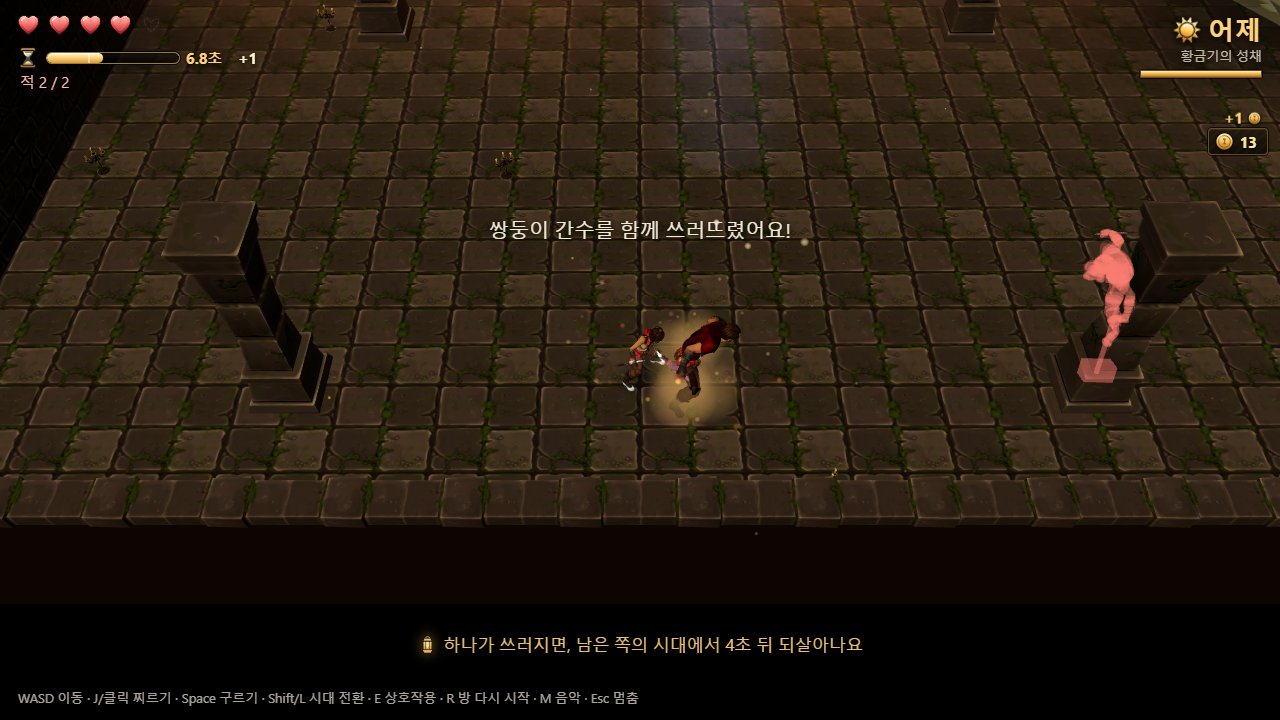 6.8초 +1
적 2 / 2
어제
황금기의 성채
+1
13
쌍둥이 간수를 함께 쓰러뜨렸어요!
하나가 쓰러지면, 남은 쪽의 시대에서 4초 뒤 되살아나요
WASD 이동 · J/클릭 찌르기 · Space 구르기 · Shift/L 시대 전환 · E 상호작용 · R 방 다시 시작 · M 음악 · Esc 멈춤